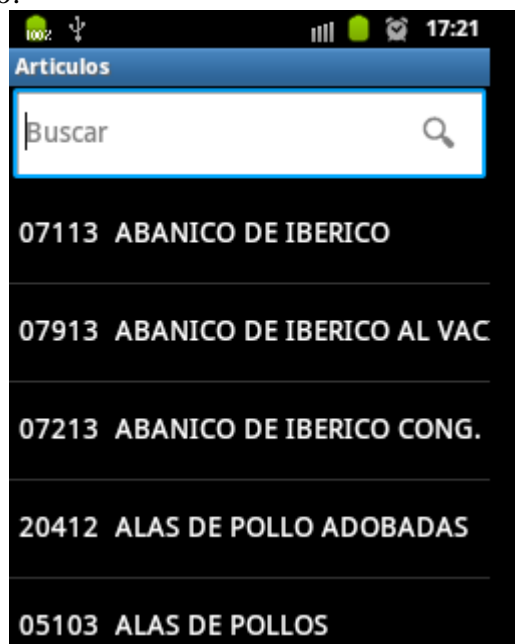 100%
17:21
Articulos
Buscar
07113 ABANICO DE IBERICO
07913 ABANICO DE IBERICO AL VAC
07213 ABANICO DE IBERICO CONG.
20412 ALAS DE POLLO ADOBADAS
05103 ALAS DE POLLOS